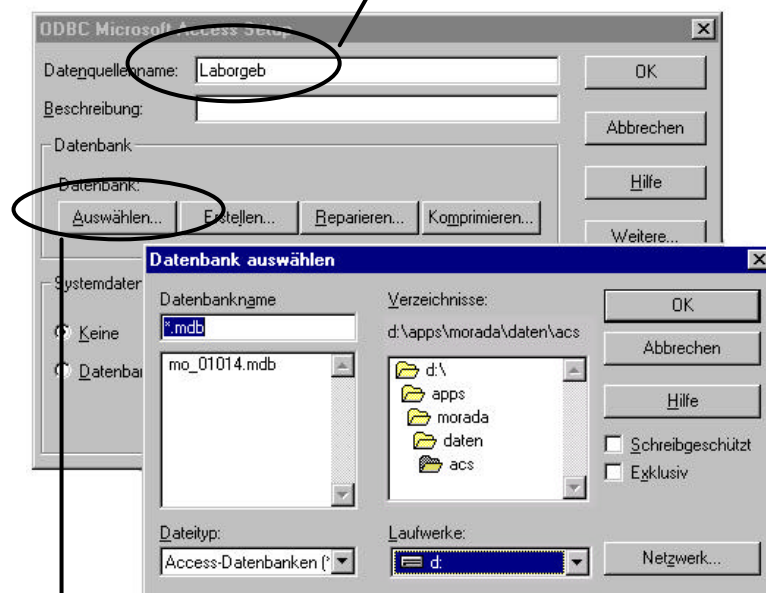 ODBC Microsoft Access Setup
Datenquellenname: Laborgeb OK
Beschreibung:
Abbrechen
Datenbank
Datenbank:
Hilfe
Auswählen... Erstellen... Reparieren... Komprimieren...
Weitere...
Datenbank auswählen
Keine
Datenbankname
*.mdb
mo_01014.mdb
Verzeichnisse:
d:\apps\morada\daten\acs
d:\
apps
morada
daten
acs
OK
Abbrechen
Hilfe
Schreibgeschützt
Exklusiv
Dateityp:
Access-Datenbanken (*
Laufwerke:
d:
Netzwerk...